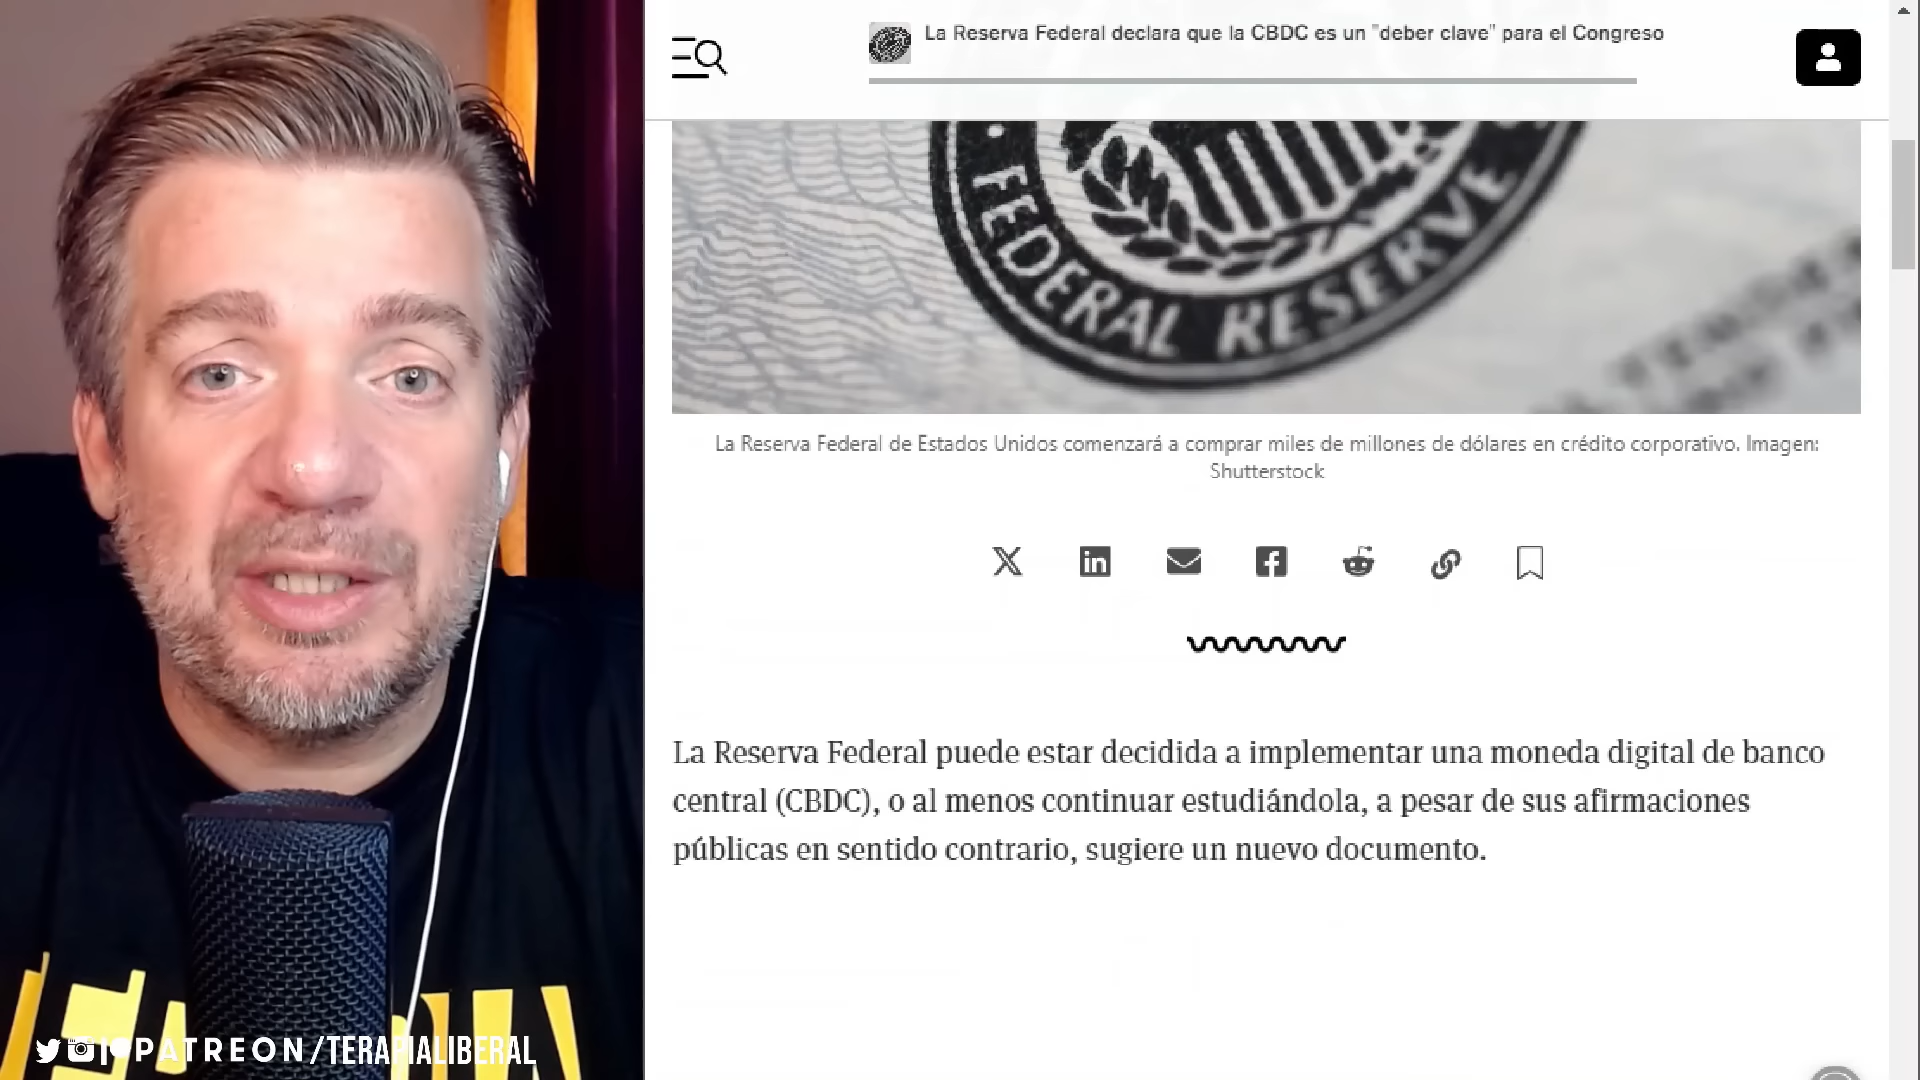 La Reserva Federal declara que la CBDC es un "deber clave" para el Congreso
FEDERAL RESERVE
La Reserva Federal de Estados Unidos comenzará a comprar miles de millones de dólares en crédito corporativo. Imagen:
Shutterstock
La Reserva Federal puede estar decidida a implementar una moneda digital de banco
central (CBDC), o al menos continuar estudiándola, a pesar de sus afirmaciones
públicas en sentido contrario, sugiere un nuevo documento.
PATREON/TERAPIALIBERAL